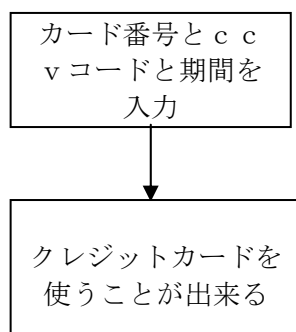 カード番号とｃｃ
ｖコードと期間を
入力
クレジットカードを
使うことが出来る